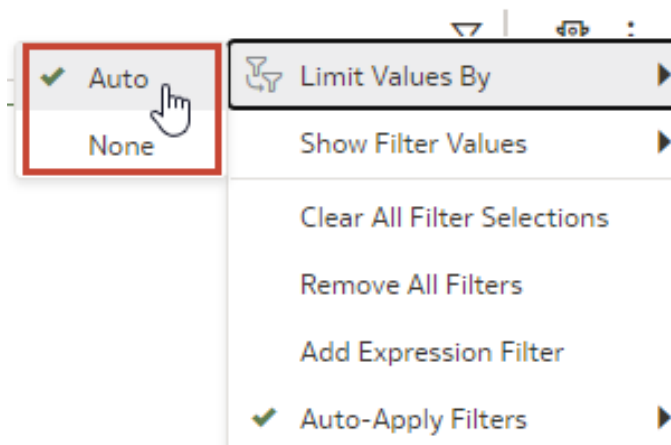 Auto
None
Limit Values By
Show Filter Values
Clear All Filter Selections
Remove All Filters
Add Expression Filter
Auto-Apply Filters